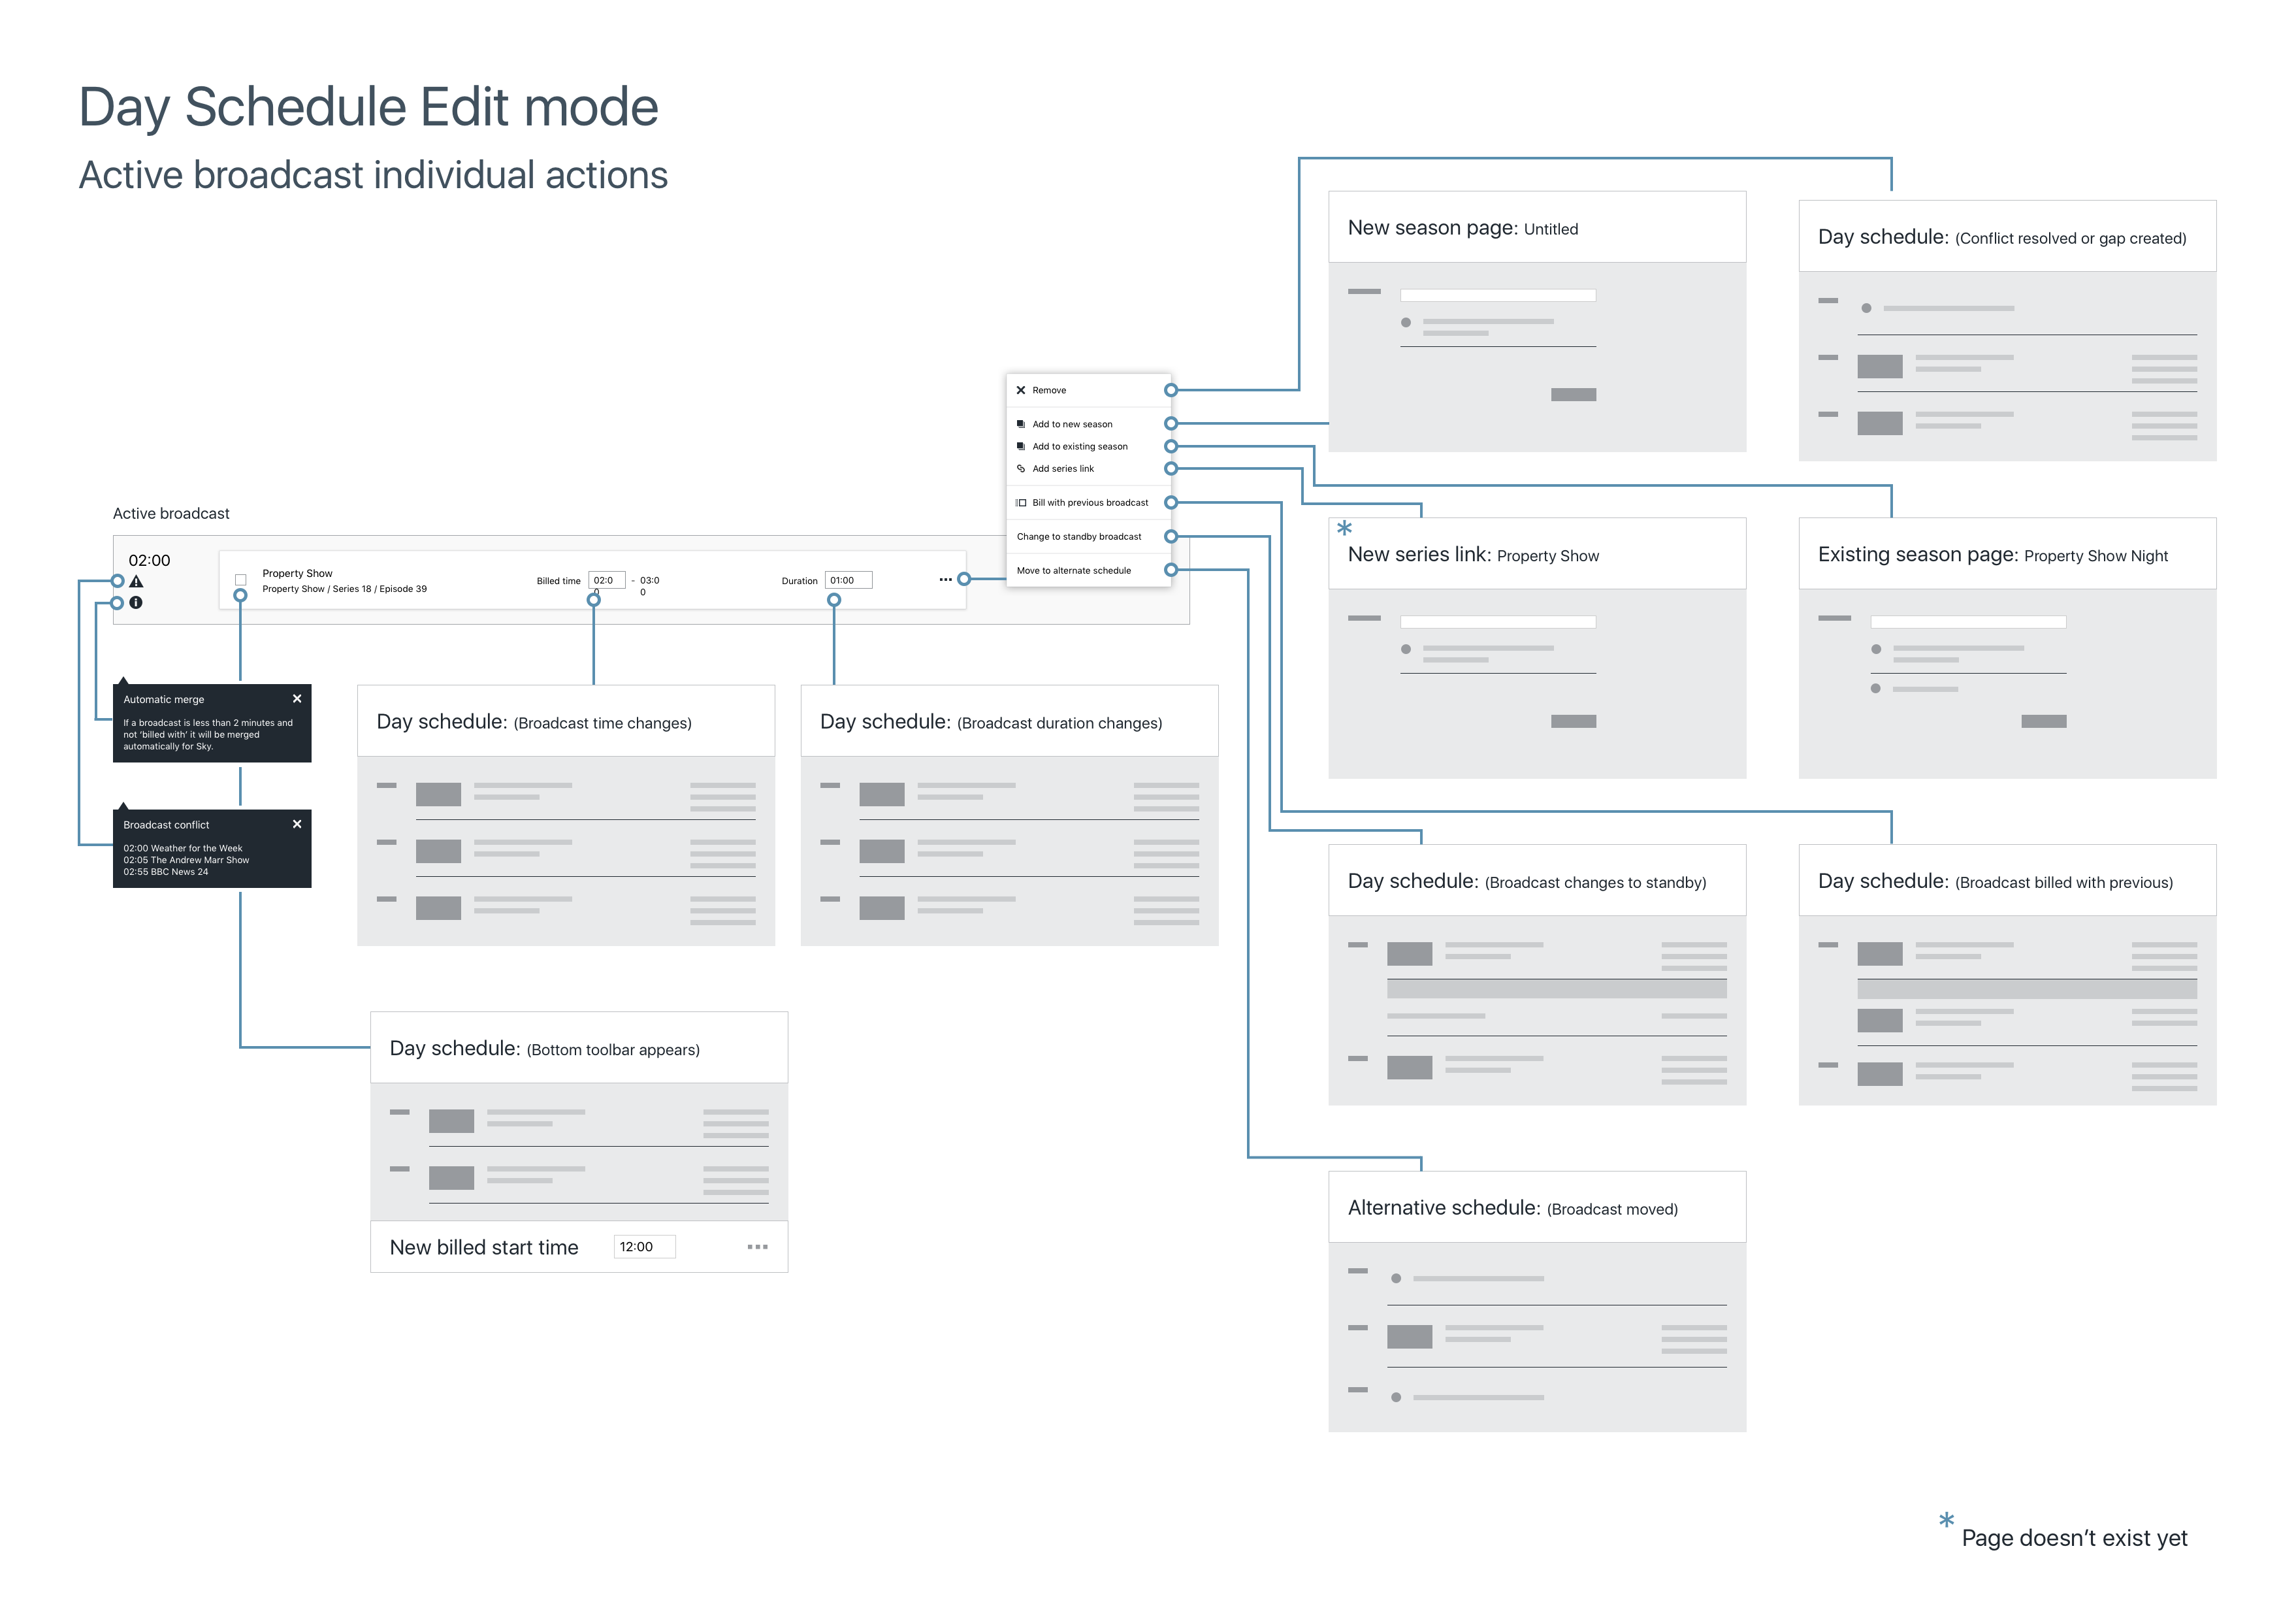 Day Schedule Edit mode
Active broadcast individual actions
New season page: Untitled
Day schedule: (Conflict resolved or gap created)
Remove
Add to new season
Add to existing season
Add series link
Bill with previous broadcast
Change to standby broadcast
Move to alternate schedule
Active broadcast
02:00
Property Show
Property Show / Series 18 / Episode 39
Billed time
02:0
0
- 03:0
0
Duration
01:00
*
New series link: Property Show
Existing season page: Property Show Night
Automatic merge
If a broadcast is less than 2 minutes and
not ‘billed with’ it will be merged
automatically for Sky.
Day schedule: (Broadcast time changes)
Day schedule: (Broadcast duration changes)
Broadcast conflict
02:00 Weather for the Week
02:05 The Andrew Marr Show
02:55 BBC News 24
Day schedule: (Broadcast changes to standby)
Day schedule: (Broadcast billed with previous)
Day schedule: (Bottom toolbar appears)
New billed start time
12:00
Alternative schedule: (Broadcast moved)
* Page doesn’t exist yet